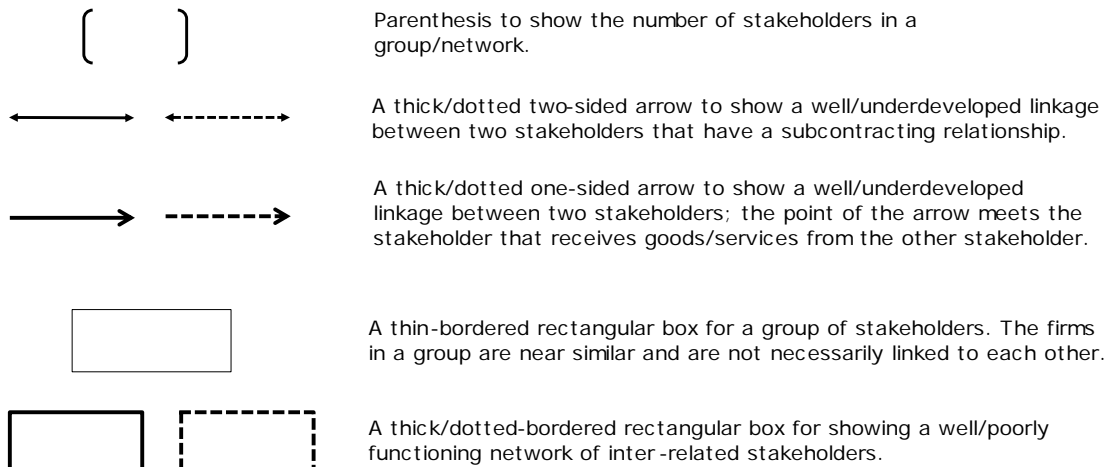 Parenthesis to show the number of stakeholders in a
group/network.
A thick/dotted two-sided arrow to show a well/underdeveloped linkage
between two stakeholders that have a subcontracting relationship.
A thick/dotted one-sided arrow to show a well/underdeveloped
linkage between two stakeholders; the point of the arrow meets the
stakeholder that receives goods/services from the other stakeholder.
A thin-bordered rectangular box for a group of stakeholders. The firms
in a group are near similar and are not necessarily linked to each other.
A thick/dotted-bordered rectangular box for showing a well/poorly
functioning network of inter-related stakeholders.